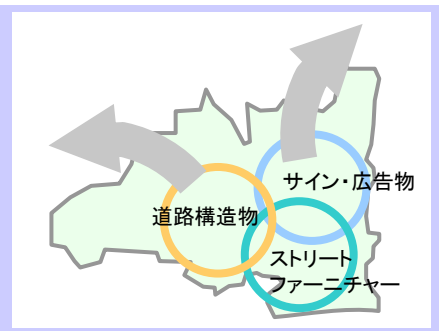 サイン・広告物
道路構造物
ストリート
ファーニチャー